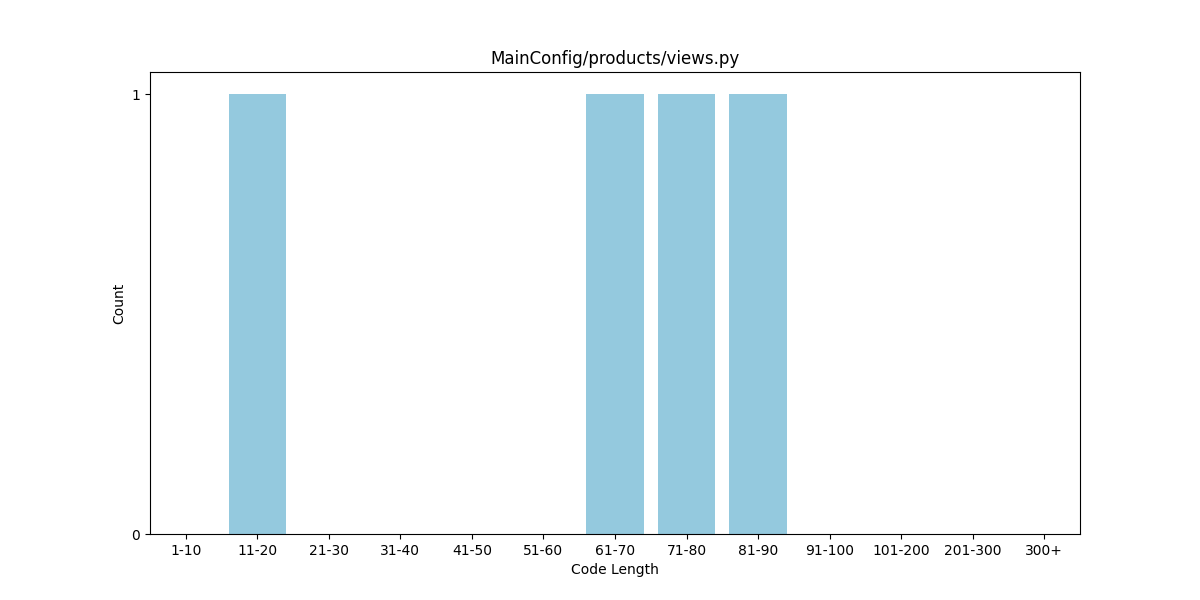 MainConfig/products/views.py
1
Count
0
1-10 11-20 21-30 31-40 41-50 51-60 61-70 71-80 81-90 91-100 101-200 201-300 300+
Code Length